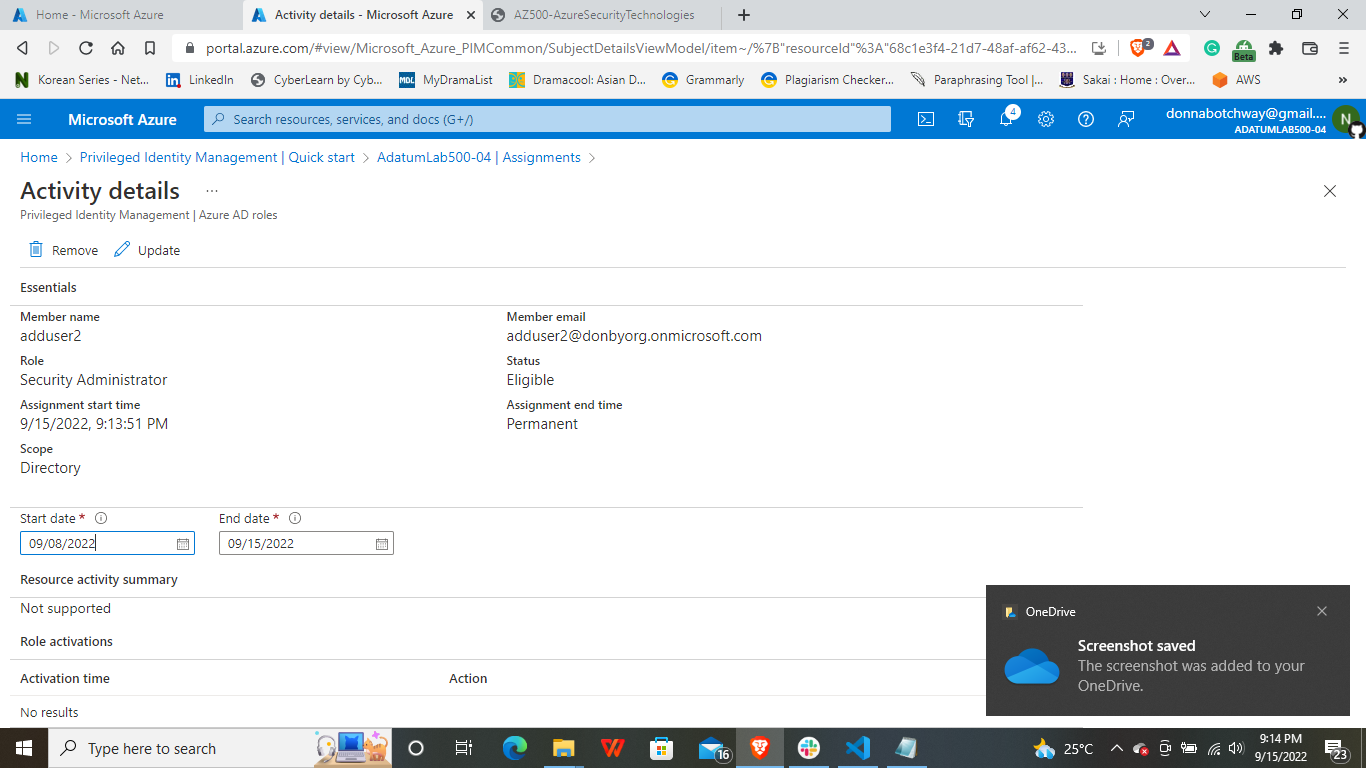 Home - Microsoft Azure
Activity details - Microsoft Azure
AZ500-AzureSecurityTechnologies
portal.azure.com/#view/Microsoft_Azure_PIMCommon/SubjectDetailsViewModel/item~/%7B"resourceId"%3A"68c1e3f4-21d7-48af-af62-43...
2
Beta
Korean Series - Net...
LinkedIn
CyberLearn by Cyb...
MDL MyDramaList
Dramacool: Asian D...
Grammarly
Plagiarism Checker...
Paraphrasing Tool |...
Sakai : Home : Over...
AWS
Microsoft Azure
Search resources, services, and docs (G+/)
4
donnabotchway@gmail....
ADATUMLAB500-04
N
Home > Privileged Identity Management | Quick start > AdatumLab500-04 | Assignments >
Activity details ...
Privileged Identity Management | Azure AD roles
Remove
Update
Essentials
Member name
adduser2
Member email
adduser2@donbyorg.onmicrosoft.com
Role
Security Administrator
Status
Eligible
Assignment start time
9/15/2022, 9:13:51 PM
Assignment end time
Permanent
Scope
Directory
Start date *
09/08/2022
End date *
09/15/2022
Resource activity summary
Not supported
Role activations
Activation time
Action
No results
OneDrive
Screenshot saved
The screenshot was added to your
OneDrive.
Type here to search
16
25°C
9:14 PM
9/15/2022
23